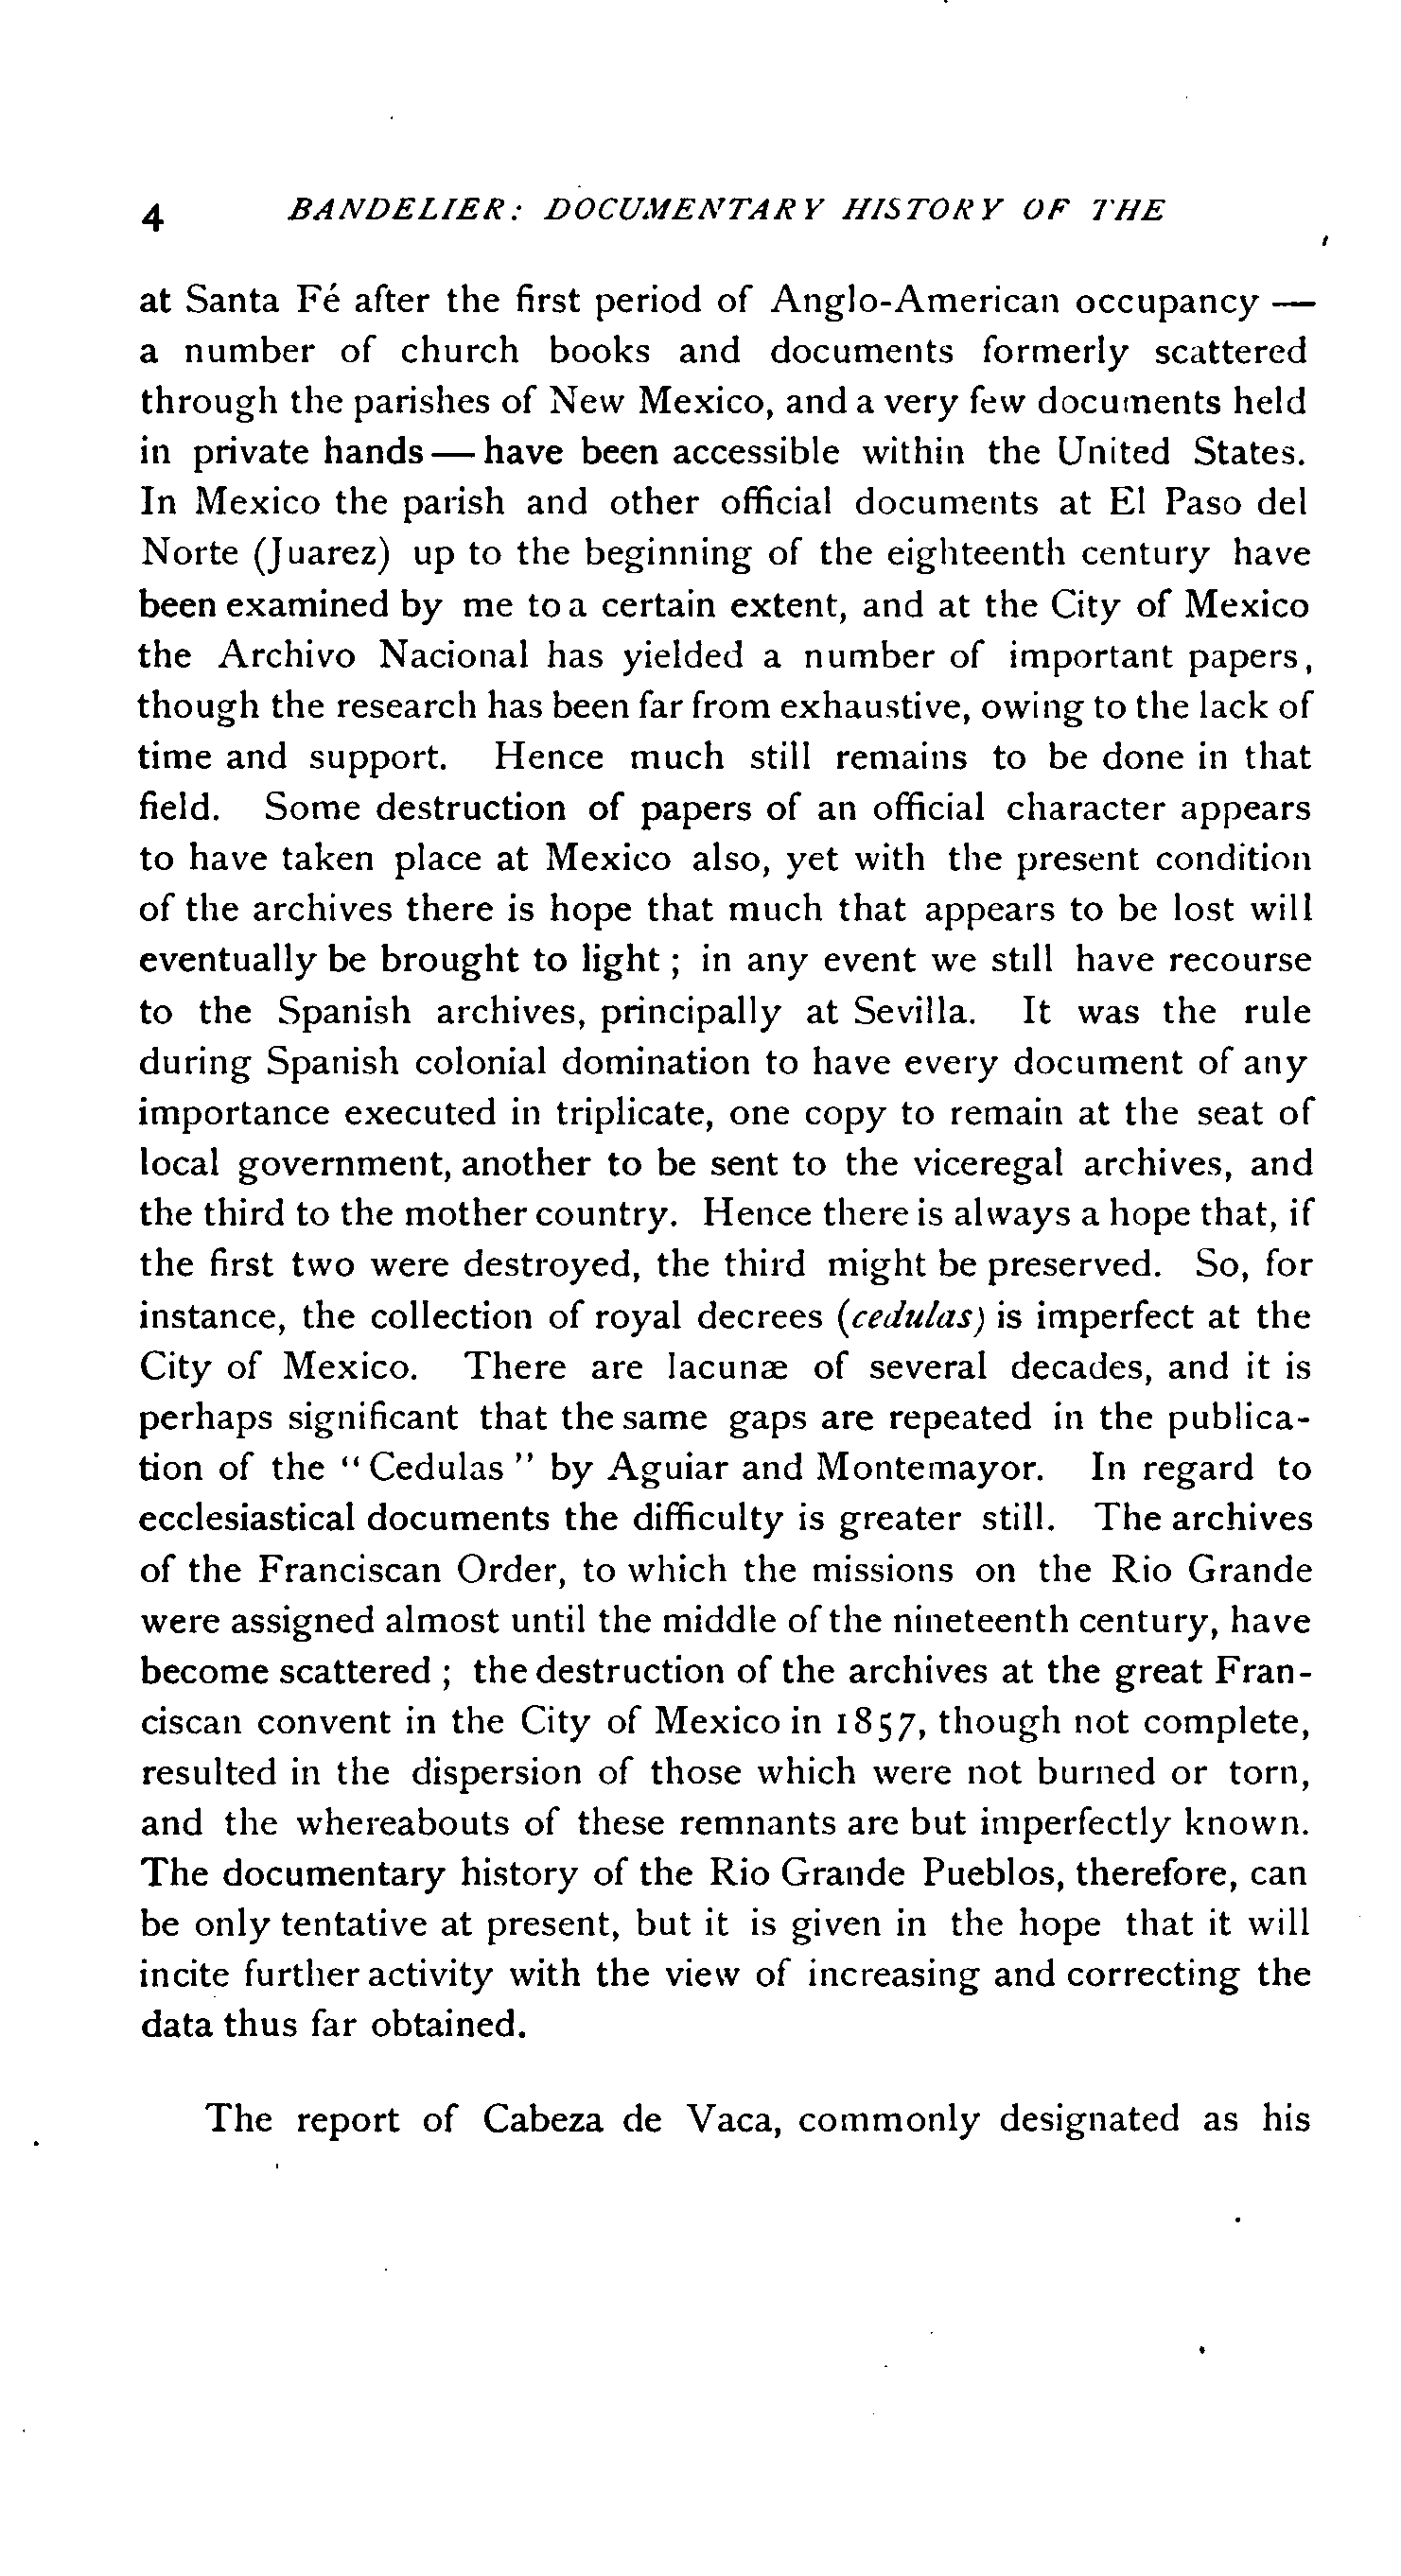 4 BANDELIER: DOCUMENTARY HISTORY OF THE
at Santa Fé after the first period of Anglo-American occupancy —
a number of church books and documents formerly scattered
through the parishes of New Mexico, and a very few documents held
in private hands — have been accessible within the United States.
In Mexico the parish and other official documents at El Paso del
Norte (Juarez) up to the beginning of the eighteenth century have
been examined by me to a certain extent, and at the City of Mexico
the Archivo Nacional has yielded a number of important papers,
though the research has been far from exhaustive, owing to the lack of
time and support. Hence much still remains to be done in that
field. Some destruction of papers of an official character appears
to have taken place at Mexico also, yet with the present condition
of the archives there is hope that much that appears to be lost will
eventually be brought to light ; in any event we still have recourse
to the Spanish archives, principally at Sevilla. It was the rule
during Spanish colonial domination to have every document of any
importance executed in triplicate, one copy to remain at the seat of
local government, another to be sent to the viceregal archives, and
the third to the mother country. Hence there is always a hope that, if
the first two were destroyed, the third might be preserved. So, for
instance, the collection of royal decrees (cedulas) is imperfect at the
City of Mexico. There are lacunæ of several decades, and it is
perhaps significant that the same gaps are repeated in the publica-
tion of the “ Cedulas ” by Aguiar and Montemayor. In regard to
ecclesiastical documents the difficulty is greater still. The archives
of the Franciscan Order, to which the missions on the Rio Grande
were assigned almost until the middle of the nineteenth century, have
become scattered ; the destruction of the archives at the great Fran-
ciscan convent in the City of Mexico in 1857, though not complete,
resulted in the dispersion of those which were not burned or torn,
and the whereabouts of these remnants are but imperfectly known.
The documentary history of the Rio Grande Pueblos, therefore, can
be only tentative at present, but it is given in the hope that it will
incite further activity with the view of increasing and correcting the
data thus far obtained.
The report of Cabeza de Vaca, commonly designated as his